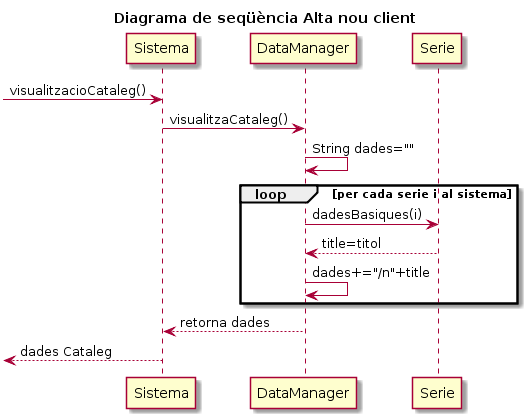 Diagrama de seqüència Alta nou client
Sistema DataManager Serie
visualitzacioCataleg()
visualitzaCataleg()
String dades=""
loop [per cada serie i al sistema]
dadesBasiques(i)
title=titol
dades+="/n"+title
retorna dades
dades Cataleg
Sistema DataManager Serie